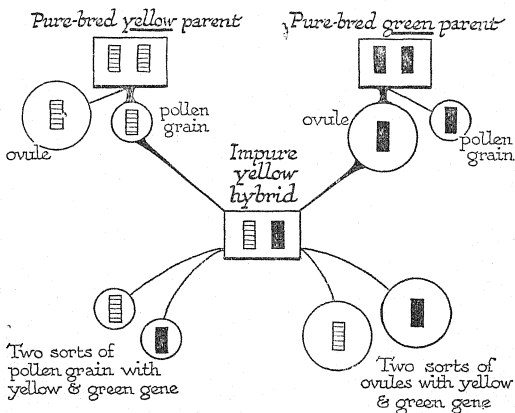 Pure-bred yellow parent
Pure-bred green parent
ovule
pollen
grain
ovule
pollen
grain
Impure
yellow
hybrid
Two sorts of
pollen grain with
yellow & green gene
Two sorts of
ovules with yellow
& green gene